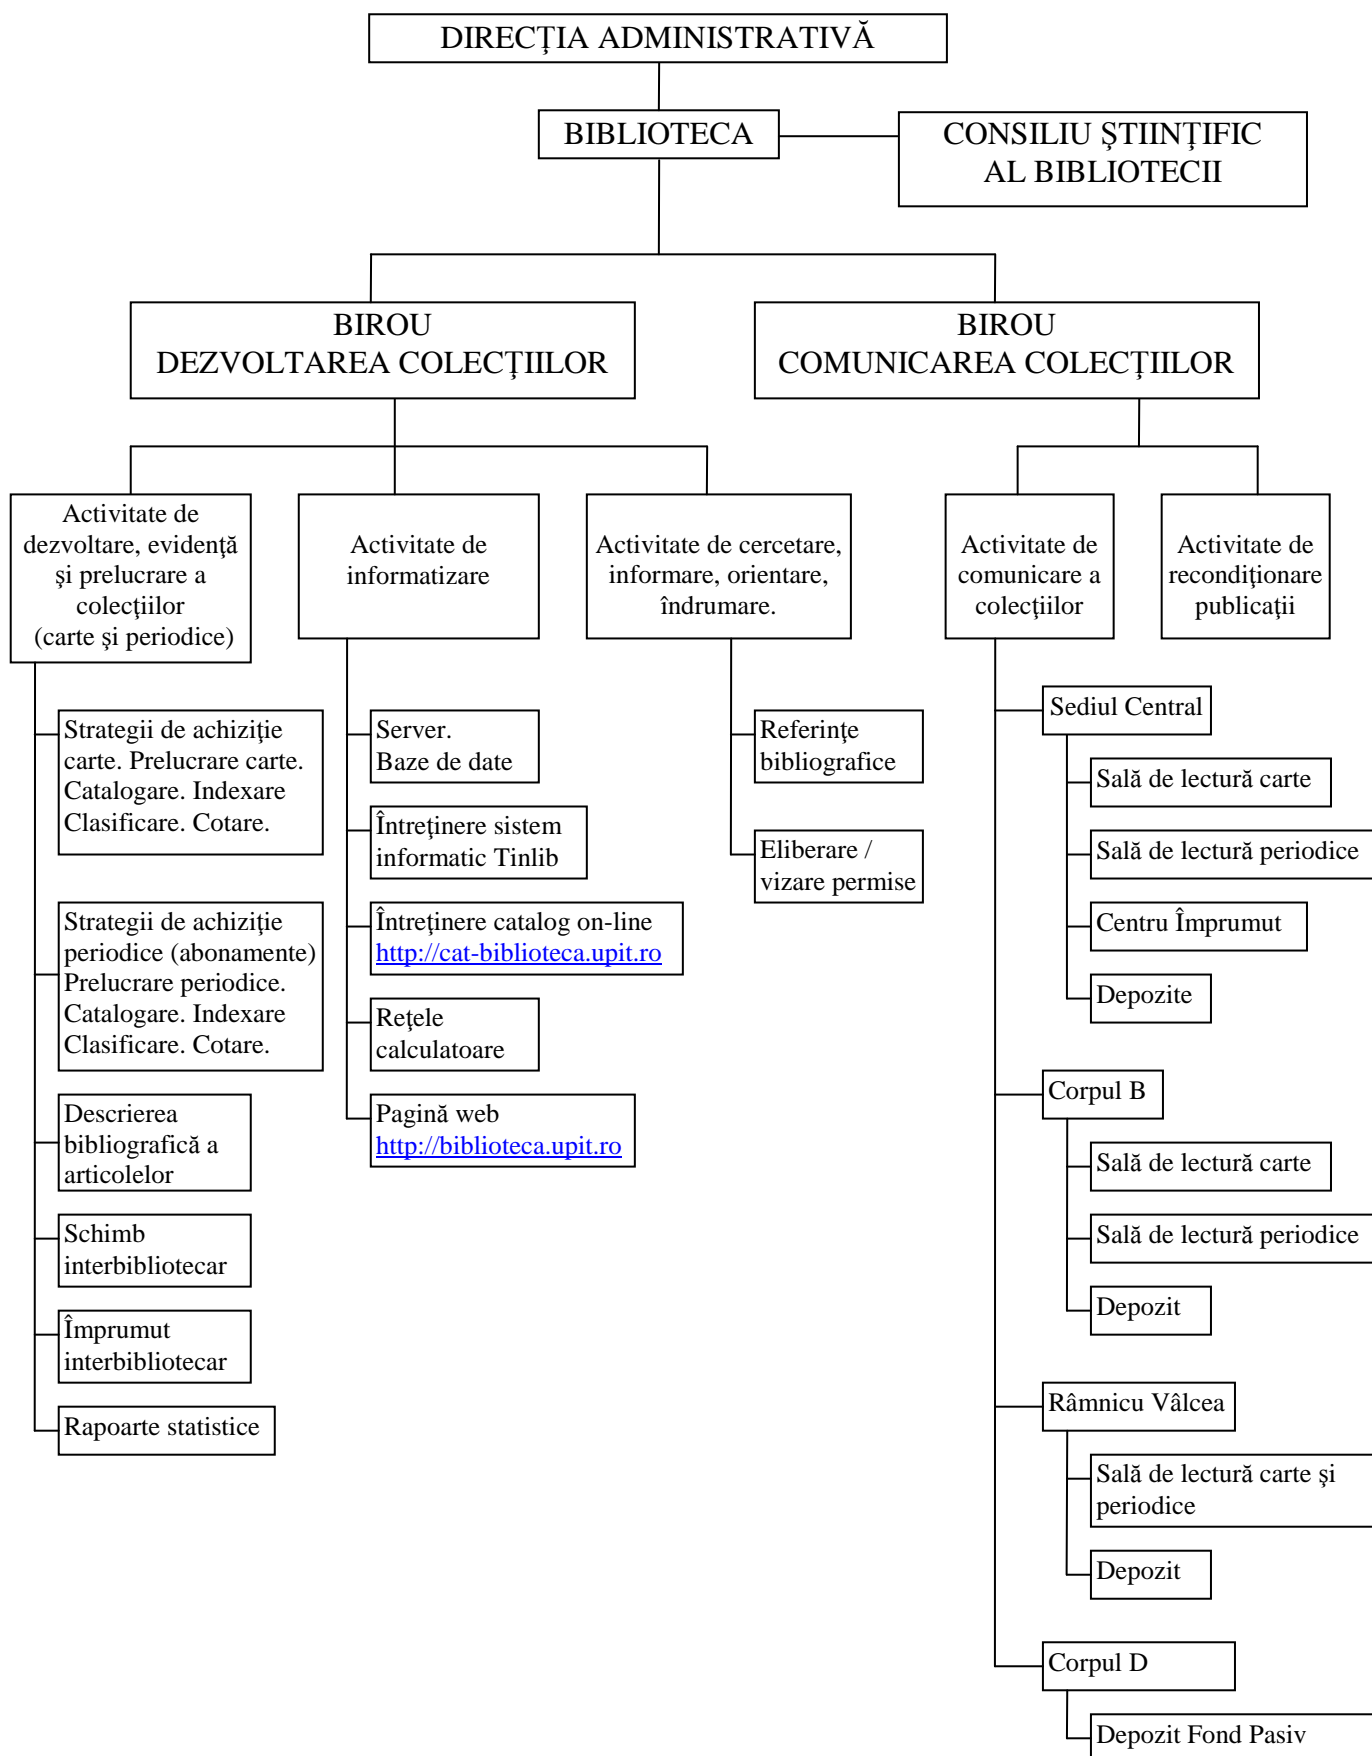 DIRECŢIA ADMINISTRATIVĂ
BIBLIOTECA
CONSILIU ŞTIINŢIFIC
AL BIBLIOTECII
BIROU
DEZVOLTAREA COLECŢIILOR
BIROU
COMUNICAREA COLECŢIILOR
Activitate de
dezvoltare, evidenţă
şi prelucrare a
colecţiilor
(carte şi periodice)
Activitate de
informatizare
Activitate de cercetare,
informare, orientare,
îndrumare.
Activitate de
comunicare a
colecţiilor
Activitate de
recondiţionare
publicaţii
Strategii de achiziţie
carte. Prelucrare carte.
Catalogare. Indexare
Clasificare. Cotare.
Strategii de achiziţie
periodice (abonamente)
Prelucrare periodice.
Catalogare. Indexare
Clasificare. Cotare.
Descrierea
bibliografică a
articolelor
Schimb
interbibliotecar
Împrumut
interbibliotecar
Rapoarte statistice
Server.
Baze de date
Întreţinere sistem
informatic Tinlib
Întreţinere catalog on-line
http://cat-biblioteca.upit.ro
Reţele
calculatoare
Pagină web
http://biblioteca.upit.ro
Referinţe
bibliografice
Eliberare /
vizare permise
Sediul Central
Sală de lectură carte
Sală de lectură periodice
Centru Împrumut
Depozite
Corpul B
Sală de lectură carte
Sală de lectură periodice
Depozit
Râmnicu Vâlcea
Sală de lectură carte şi
periodice
Depozit
Corpul D
Depozit Fond Pasiv